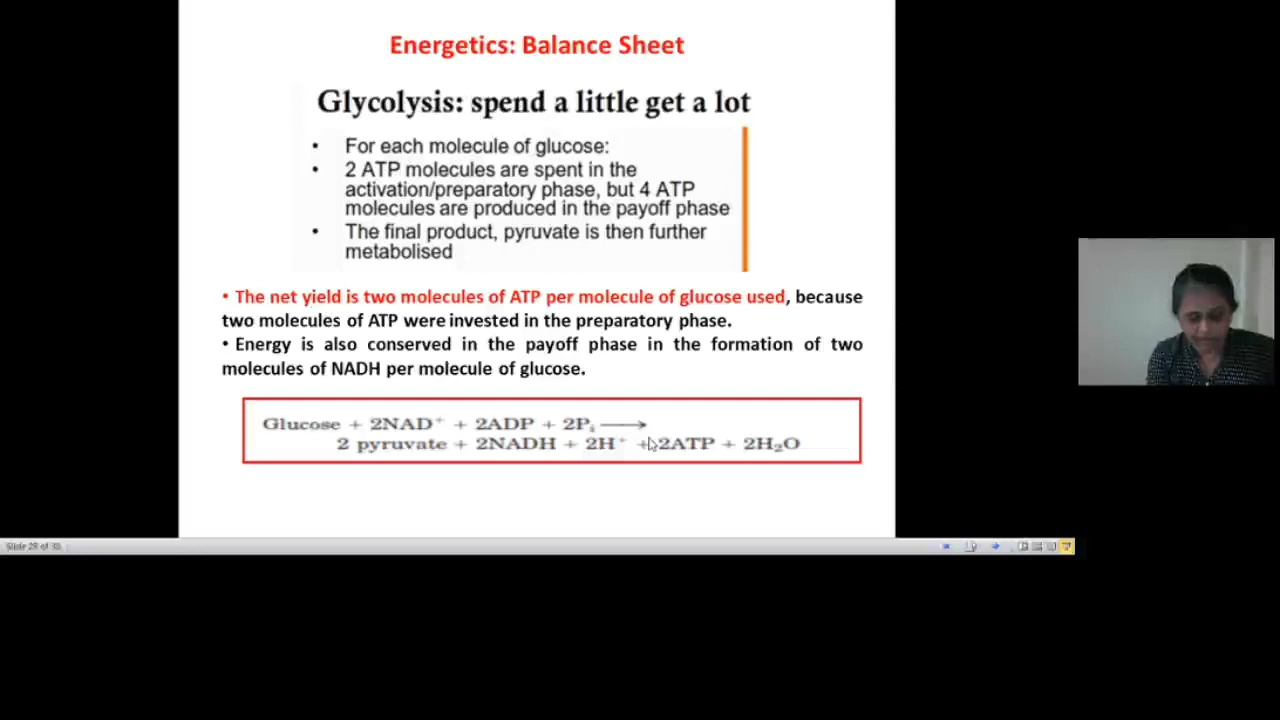 Energetics: Balance Sheet
Glycolysis: spend a little get a lot
• For each molecule of glucose:
• 2 ATP molecules are spent in the
activation/preparatory phase, but 4 ATP
molecules are produced in the payoff phase
• The final product, pyruvate is then further
metabolised
• The net yield is two molecules of ATP per molecule of glucose used, because
two molecules of ATP were invested in the preparatory phase.
• Energy is also conserved in the payoff phase in the formation of two
molecules of NADH per molecule of glucose.
Glucose + 2NAD⁺ + 2ADP + 2Pᵢ ⟶
2 pyruvate + 2NADH + 2H⁺ + 2ATP + 2H₂O